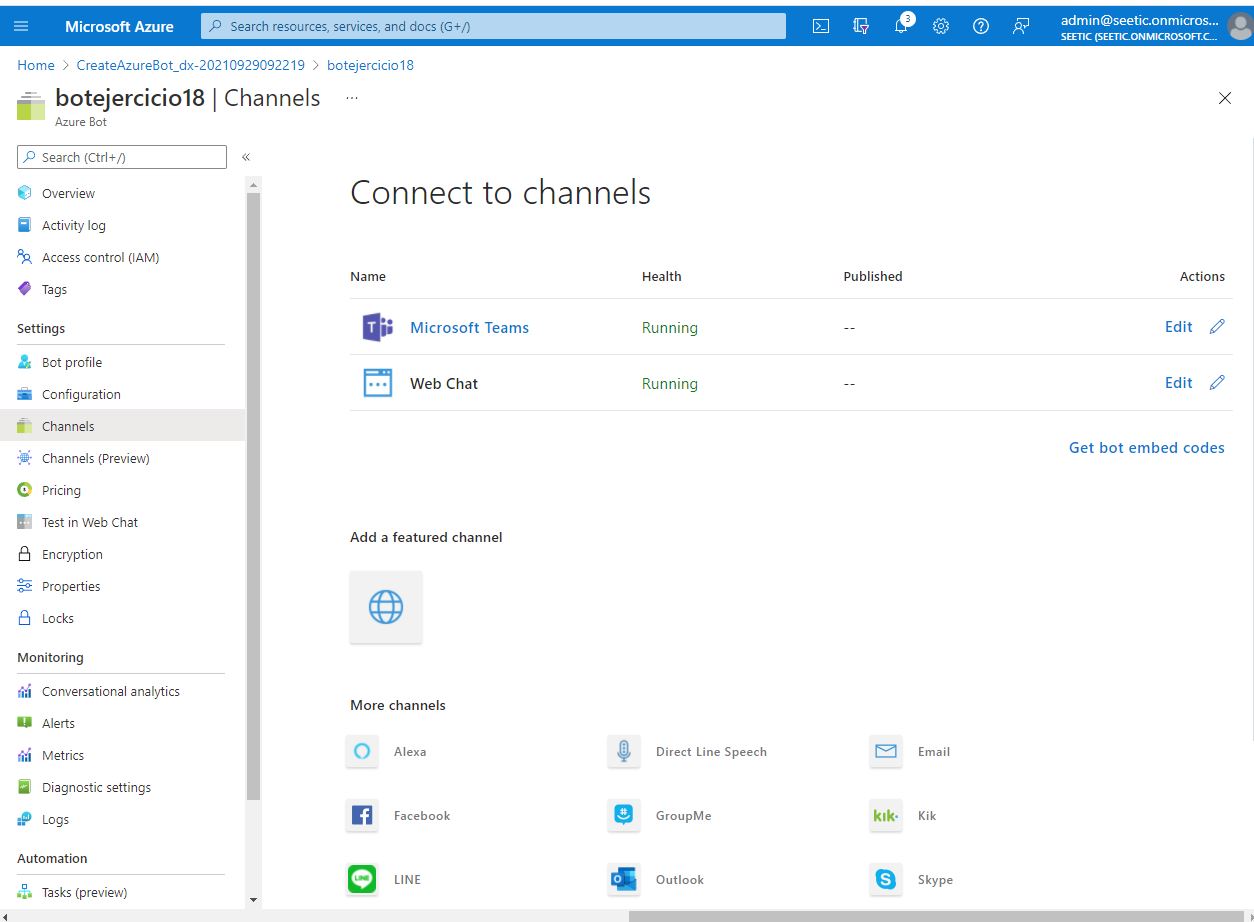 Microsoft Azure
Search resources, services, and docs (G+/)
3
admin@seetic.onmicros...
SEETIC (SEETIC.ONMICROSOFT.C...
Home > CreateAzureBot_dx-20210929092219 > botejercicio18
botejercicio18 | Channels ...
Azure Bot
Search (Ctrl+/)
«
Overview
Activity log
Access control (IAM)
Tags
Settings
Bot profile
Configuration
Channels
Channels (Preview)
Pricing
Test in Web Chat
Encryption
Properties
Locks
Monitoring
Conversational analytics
Alerts
Metrics
Diagnostic settings
Logs
Automation
Tasks (preview)
Connect to channels
Name Health Published Actions
Microsoft Teams Running -- Edit
Web Chat Running -- Edit
Get bot embed codes
Add a featured channel
More channels
Alexa Direct Line Speech Email
Facebook GroupMe kik· Kik
LINE LINE Outlook Skype